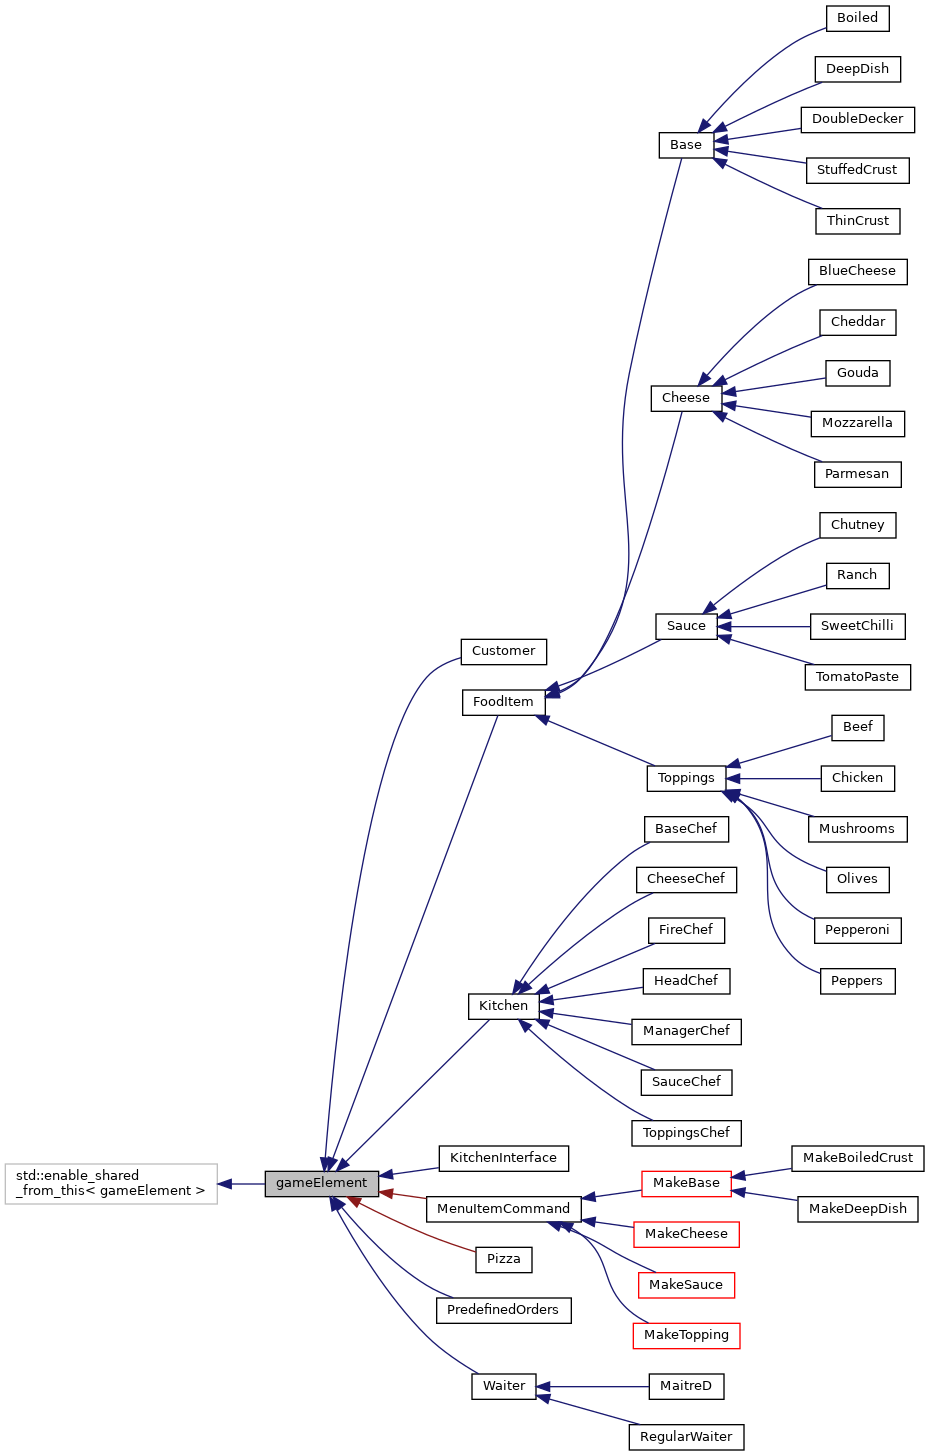 Boiled
DeepDish
DoubleDecker
Base
StuffedCrust
ThinCrust
BlueCheese
Cheddar
Gouda
Cheese
Mozzarella
Parmesan
Chutney
Ranch
Sauce
SweetChilli
Customer
TomatoPaste
FoodItem
Beef
Toppings
Chicken
BaseChef
Mushrooms
CheeseChef
Olives
FireChef
Pepperoni
HeadChef
Peppers
Kitchen
ManagerChef
SauceChef
ToppingsChef
KitchenInterface
MakeBoiledCrust
std::enable_shared
_from_this< gameElement >
gameElement
MakeBase
MenuItemCommand
MakeDeepDish
MakeCheese
Pizza
MakeSauce
PredefinedOrders
MakeTopping
Waiter
MaitreD
RegularWaiter